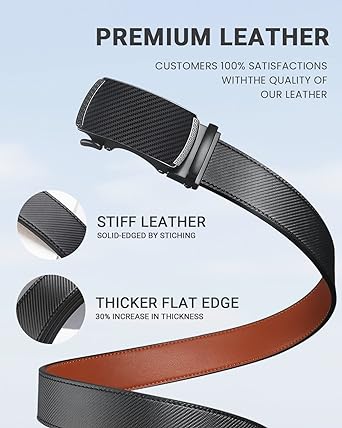 PREMIUM LEATHER
CUSTOMERS 100% SATISFACTIONS
WITHTHE QUALITY OF
OUR LEATHER
STIFF LEATHER
SOLID-EDGED BY STICHING
THICKER FLAT EDGE
30% INCREASE IN THICKNESS